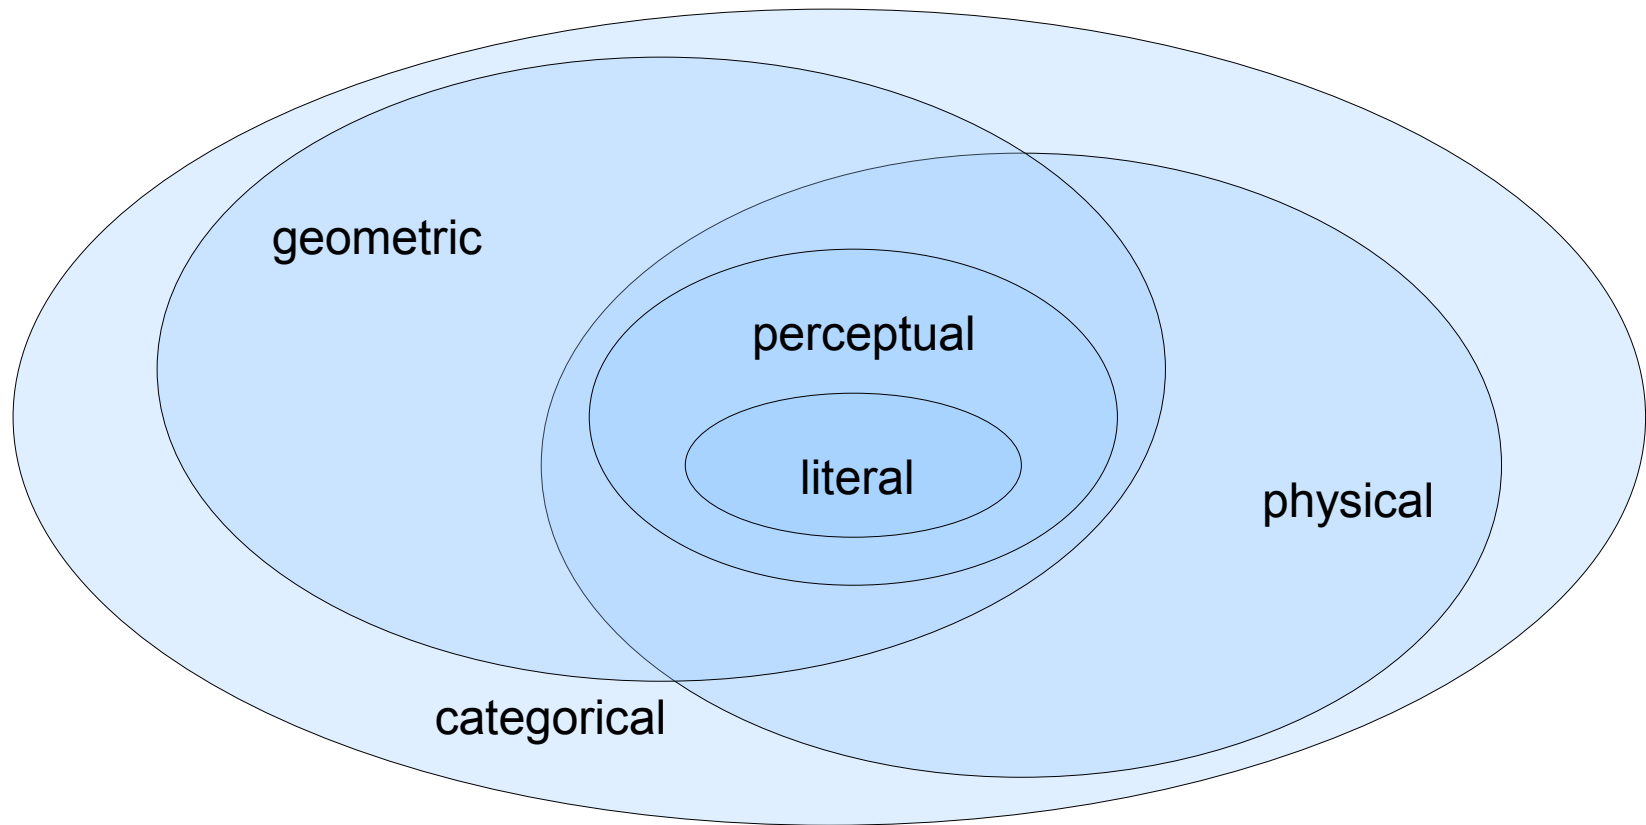 geometric
perceptual
literal
physical
categorical